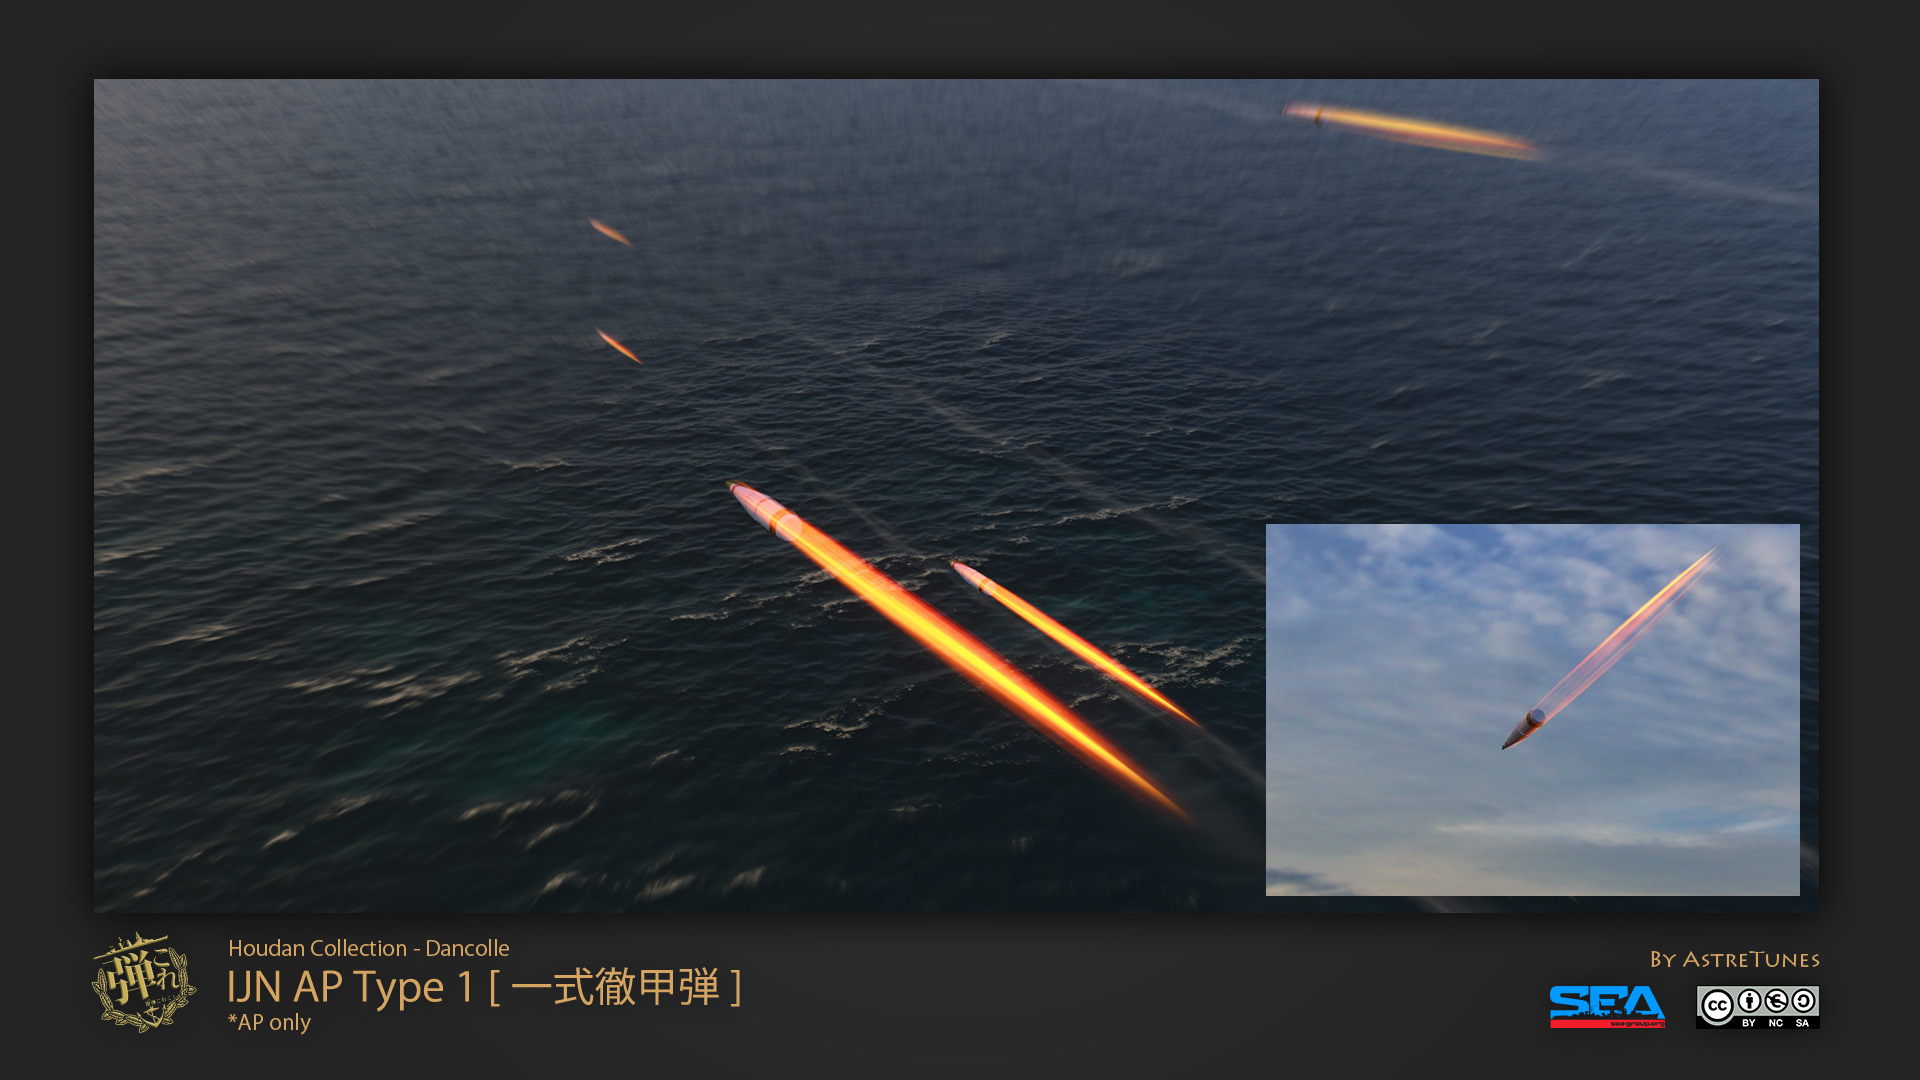 弾これ
Houdan Collection - Dancolle
IJN AP Type 1 [ 一式徹甲弾 ]
*AP only
By AstreTunes
SEA
sea-group.org
cc
BY NC SA